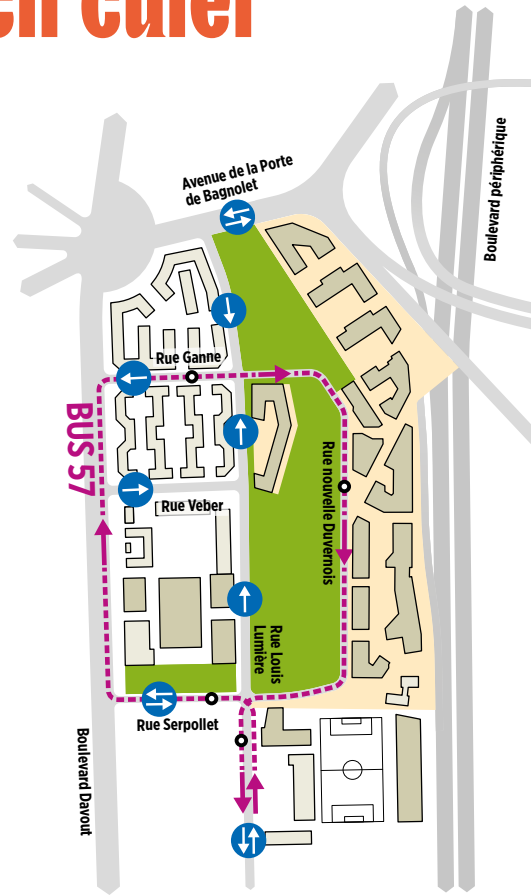 Avenue de la Porte
de Bagnolet
Boulevard périphérique
Rue Ganne
BUS 57
Rue nouvelle Duvernois
Rue Veber
Rue Louis
Lumière
Rue Serpollet
Boulevard Davout